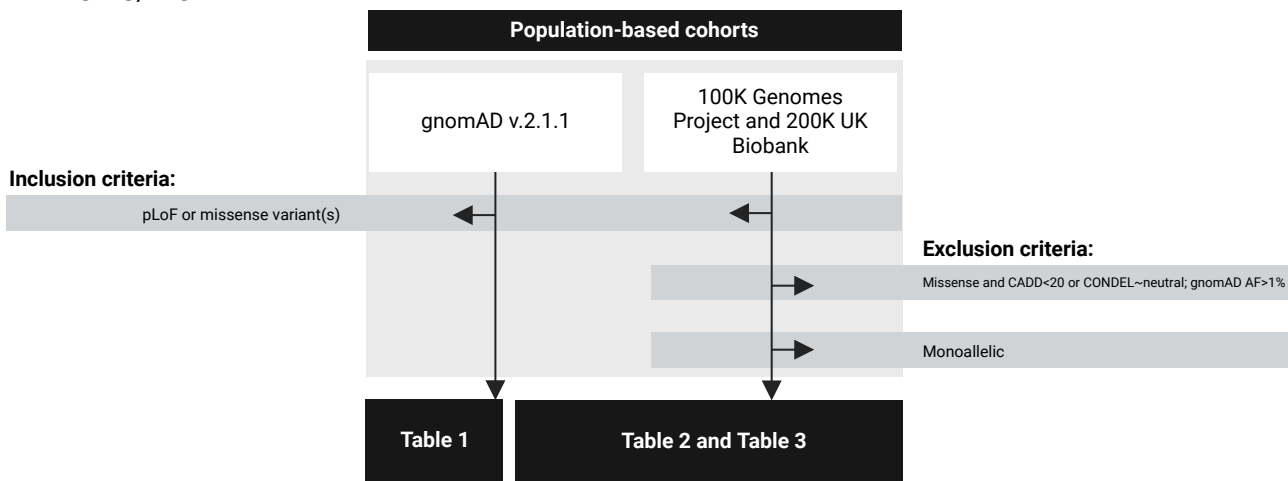 Population-based cohorts
gnomAD v.2.1.1
100K Genomes
Project and 200K UK
Biobank
Inclusion criteria:
pLoF or missense variant(s)
Exclusion criteria:
Missense and CADD<20 or CONDEL~neutral; gnomAD AF>1%
Monoallelic
Table 1
Table 2 and Table 3